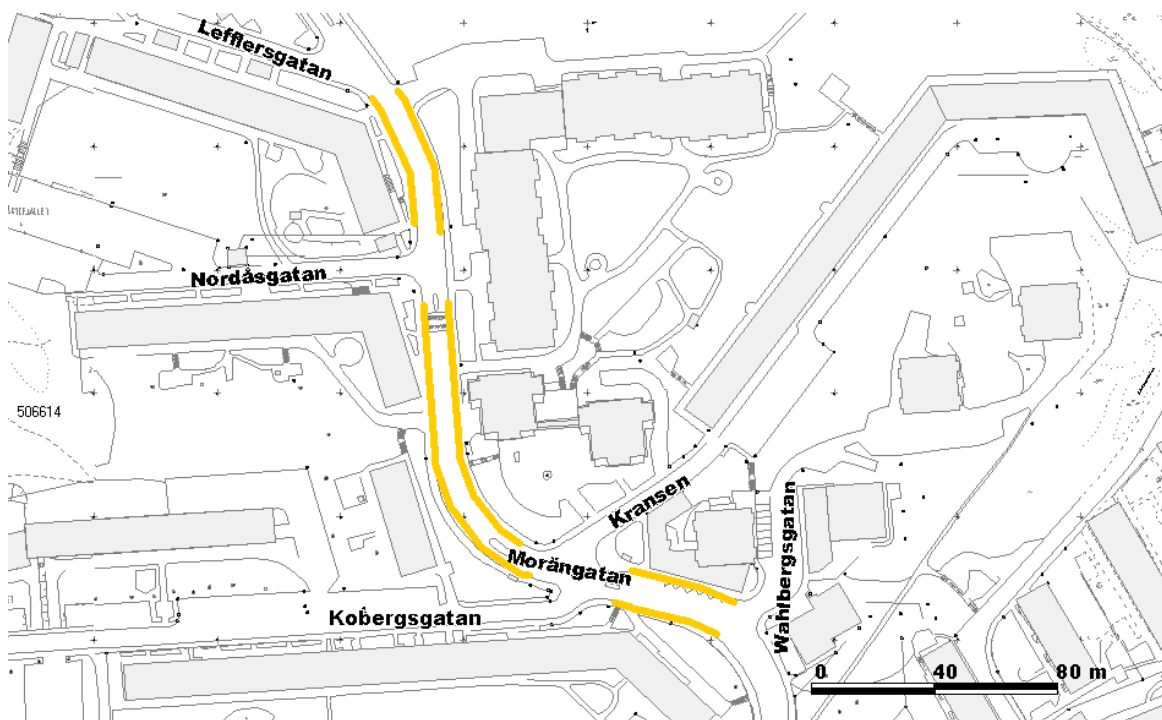 Lefflersgatan
Nordåsgatan
506614
Kransen
Morängatan
Wahlbergsgatan
Kobergsgatan
0 40 80 m